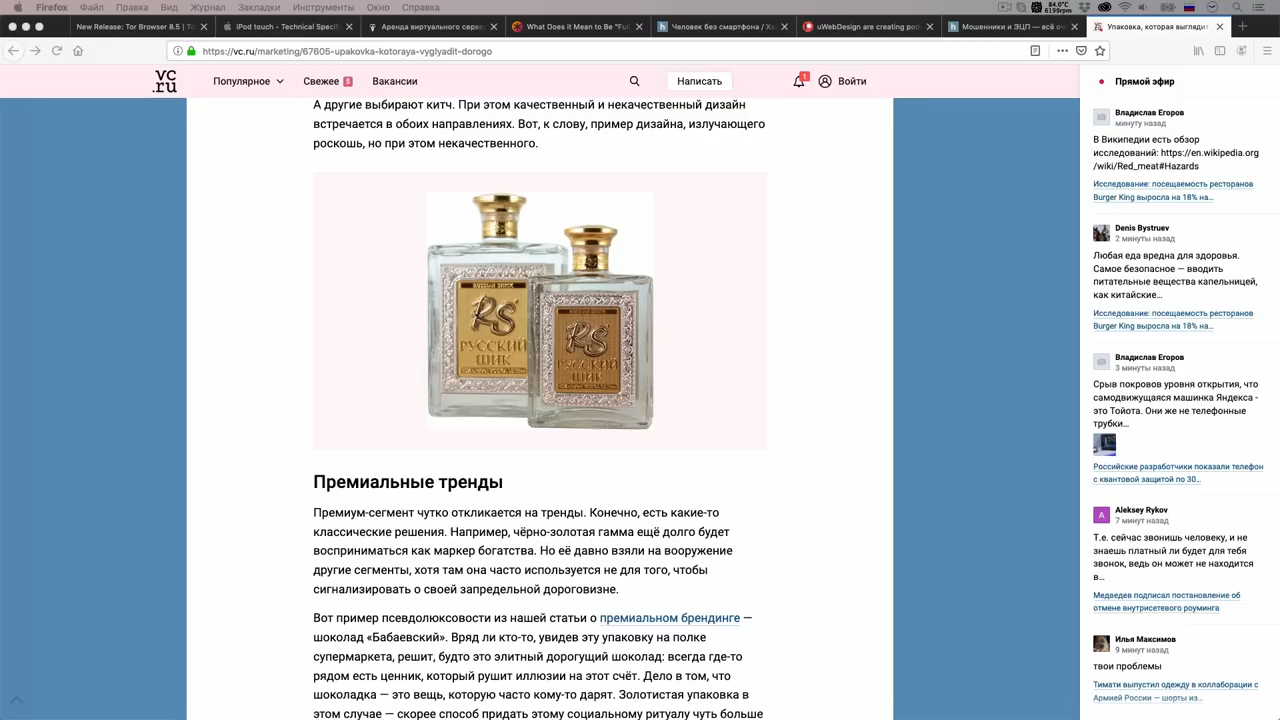 Firefox Файл Правка Вид Журнал Закладки Инструменты Окно Справка
84.0°C
6199rpm
New Release: Tor Browser 8.5 | To
iPod touch - Technical Specif
Аренда виртуального сервер
What Does it Mean to Be "Ful
Человек без смартфона / Ха
uWebDesign are creating pod
Мошенники и ЭЦП — всё оч
Упаковка, которая выглядит
https://vc.ru/marketing/67605-upakovka-kotoraya-vyglyadit-dorogo
vc
.ru
Популярное
Свежее 5
Вакансии
Написать
1
Войти
А другие выбирают китч. При этом качественный и некачественный дизайн
встречается в обоих направлениях. Вот, к слову, пример дизайна, излучающего
роскошь, но при этом некачественного.
RS
РУССКИЙ
ШИК
RS
РУССКИЙ
ШИК
Премиальные тренды
Премиум-сегмент чутко откликается на тренды. Конечно, есть какие-то
классические решения. Например, чёрно-золотая гамма ещё долго будет
восприниматься как маркер богатства. Но её давно взяли на вооружение
другие сегменты, хотя там она часто используется не для того, чтобы
сигнализировать о своей запредельной дороговизне.
Вот пример псевдолюксовости из нашей статьи о премиальном брендинге —
шоколад «Бабаевский». Вряд ли кто-то, увидев эту упаковку на полке
супермаркета, решит, будто это элитный дорогущий шоколад: всегда где-то
рядом есть ценник, который рушит иллюзии на этот счёт. Дело в том, что
шоколадка — это вещь, которую часто кому-то дарят. Золотистая упаковка в
этом случае — скорее способ придать этому социальному ритуалу чуть больше
Прямой эфир
Владислав Егоров
минуту назад
В Википедии есть обзор
исследований: https://en.wikipedia.org
/wiki/Red_meat#Hazards
Исследование: посещаемость ресторанов
Burger King выросла на 18% на…
Denis Bystruev
2 минуты назад
Любая еда вредна для здоровья.
Самое безопасное — вводить
питательные вещества капельницей,
как китайские…
Исследование: посещаемость ресторанов
Burger King выросла на 18% на…
Владислав Егоров
3 минуты назад
Срыв покровов уровня открытия, что
самодвижущаяся машинка Яндекса -
это Тойота. Они же не телефонные
трубки…
Российские разработчики показали телефон
с квантовой защитой по 30…
A
Aleksey Rykov
7 минут назад
Т.е. сейчас звонишь человеку, и не
знаешь платный ли будет для тебя
звонок, ведь он может не находится
в…
Медведев подписал постановление об
отмене внутрисетевого роуминга
Илья Максимов
9 минут назад
твои проблемы
Тимати выпустил одежду в коллаборации с
Армией России — шорты из…